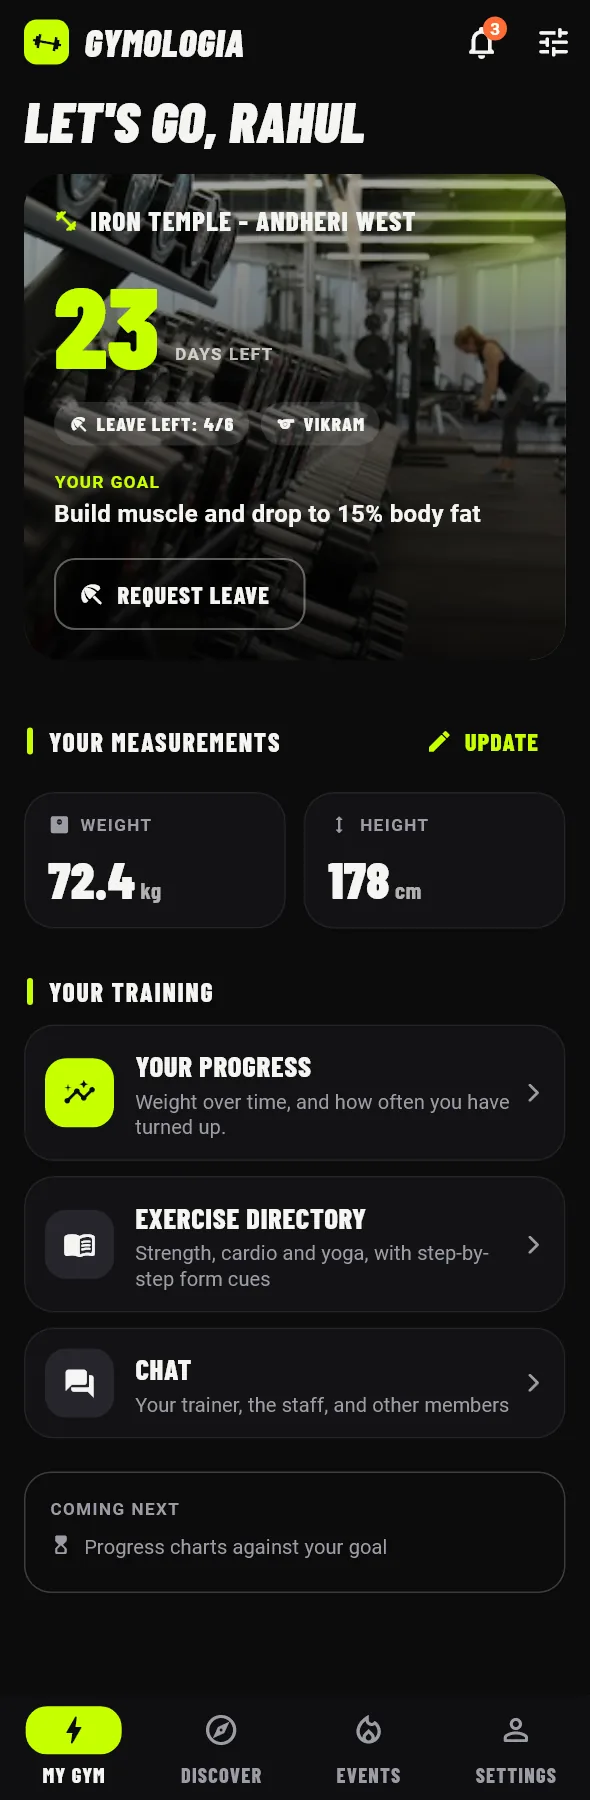 GYMOLOGIA
3
LET'S GO, RAHUL
IRON TEMPLE - ANDHERI WEST
23 DAYS LEFT
LEAVE LEFT: 4/6 VIKRAM
YOUR GOAL
Build muscle and drop to 15% body fat
REQUEST LEAVE
YOUR MEASUREMENTS UPDATE
WEIGHT HEIGHT
72.4 kg 178 cm
YOUR TRAINING
YOUR PROGRESS
Weight over time, and how often you have
turned up.
EXERCISE DIRECTORY
Strength, cardio and yoga, with step-by-
step form cues
CHAT
Your trainer, the staff, and other members
COMING NEXT
Progress charts against your goal
MY GYM DISCOVER EVENTS SETTINGS